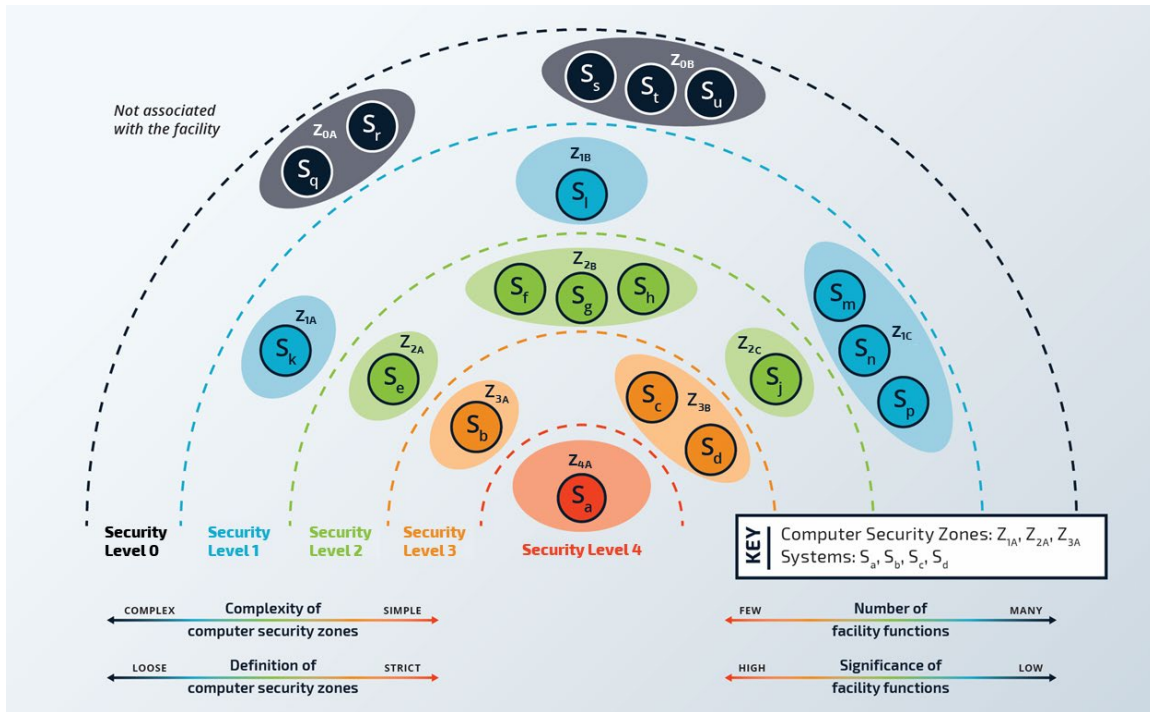 Not associated
with the facility
Z0A
Sq
Sr
Z0B
Ss
St
Su
Z1B
Sl
Z2B
Sf
Sg
Sh
Z1A
Sk
Z2A
Se
Z2C
Sj
Z1C
Sm
Sn
Sp
Z3A
Sb
Z3B
Sc
Sd
Z4A
Sa
Security
Level 0
Security
Level 1
Security
Level 2
Security
Level 3
Security Level 4
KEY
Computer Security Zones: Z1A, Z2A, Z3A
Systems: Sa, Sb, Sc, Sd
COMPLEX Complexity of SIMPLE
computer security zones
LOOSE Definition of STRICT
computer security zones
FEW Number of MANY
facility functions
HIGH Significance of LOW
facility functions